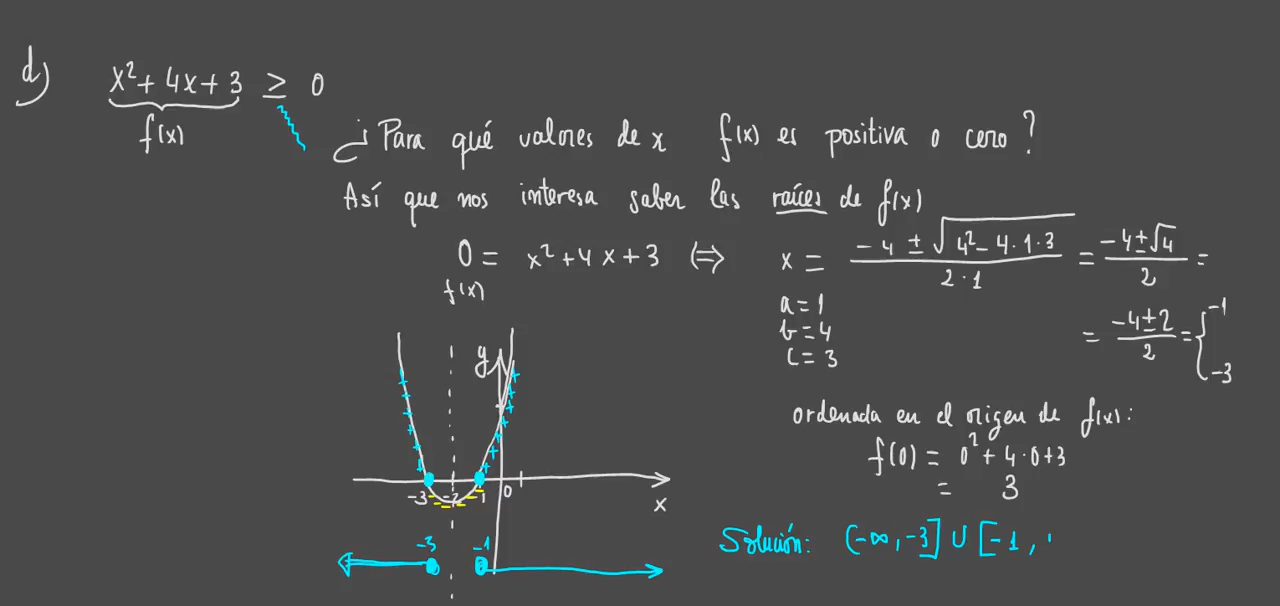 d) x² + 4x + 3 ≥ 0
f(x)
¿Para qué valores de x f(x) es positiva o cero?
Así que nos interesa saber las raíces de f(x)
0 = x² + 4x + 3 ⟺ x = (-4 ± √(4² - 4·1·3))/(2·1) = (-4 ± √4)/2 =
f(x)
a = 1
b = 4
c = 3
= (-4 ± 2)/2 = { -1
-3
y
-3 -2 -1 0
x
ordenada en el origen de f(x):
f(0) = 0² + 4·0+3
= 3
-3 -1
Solución: (-∞, -3] ∪ [-1,